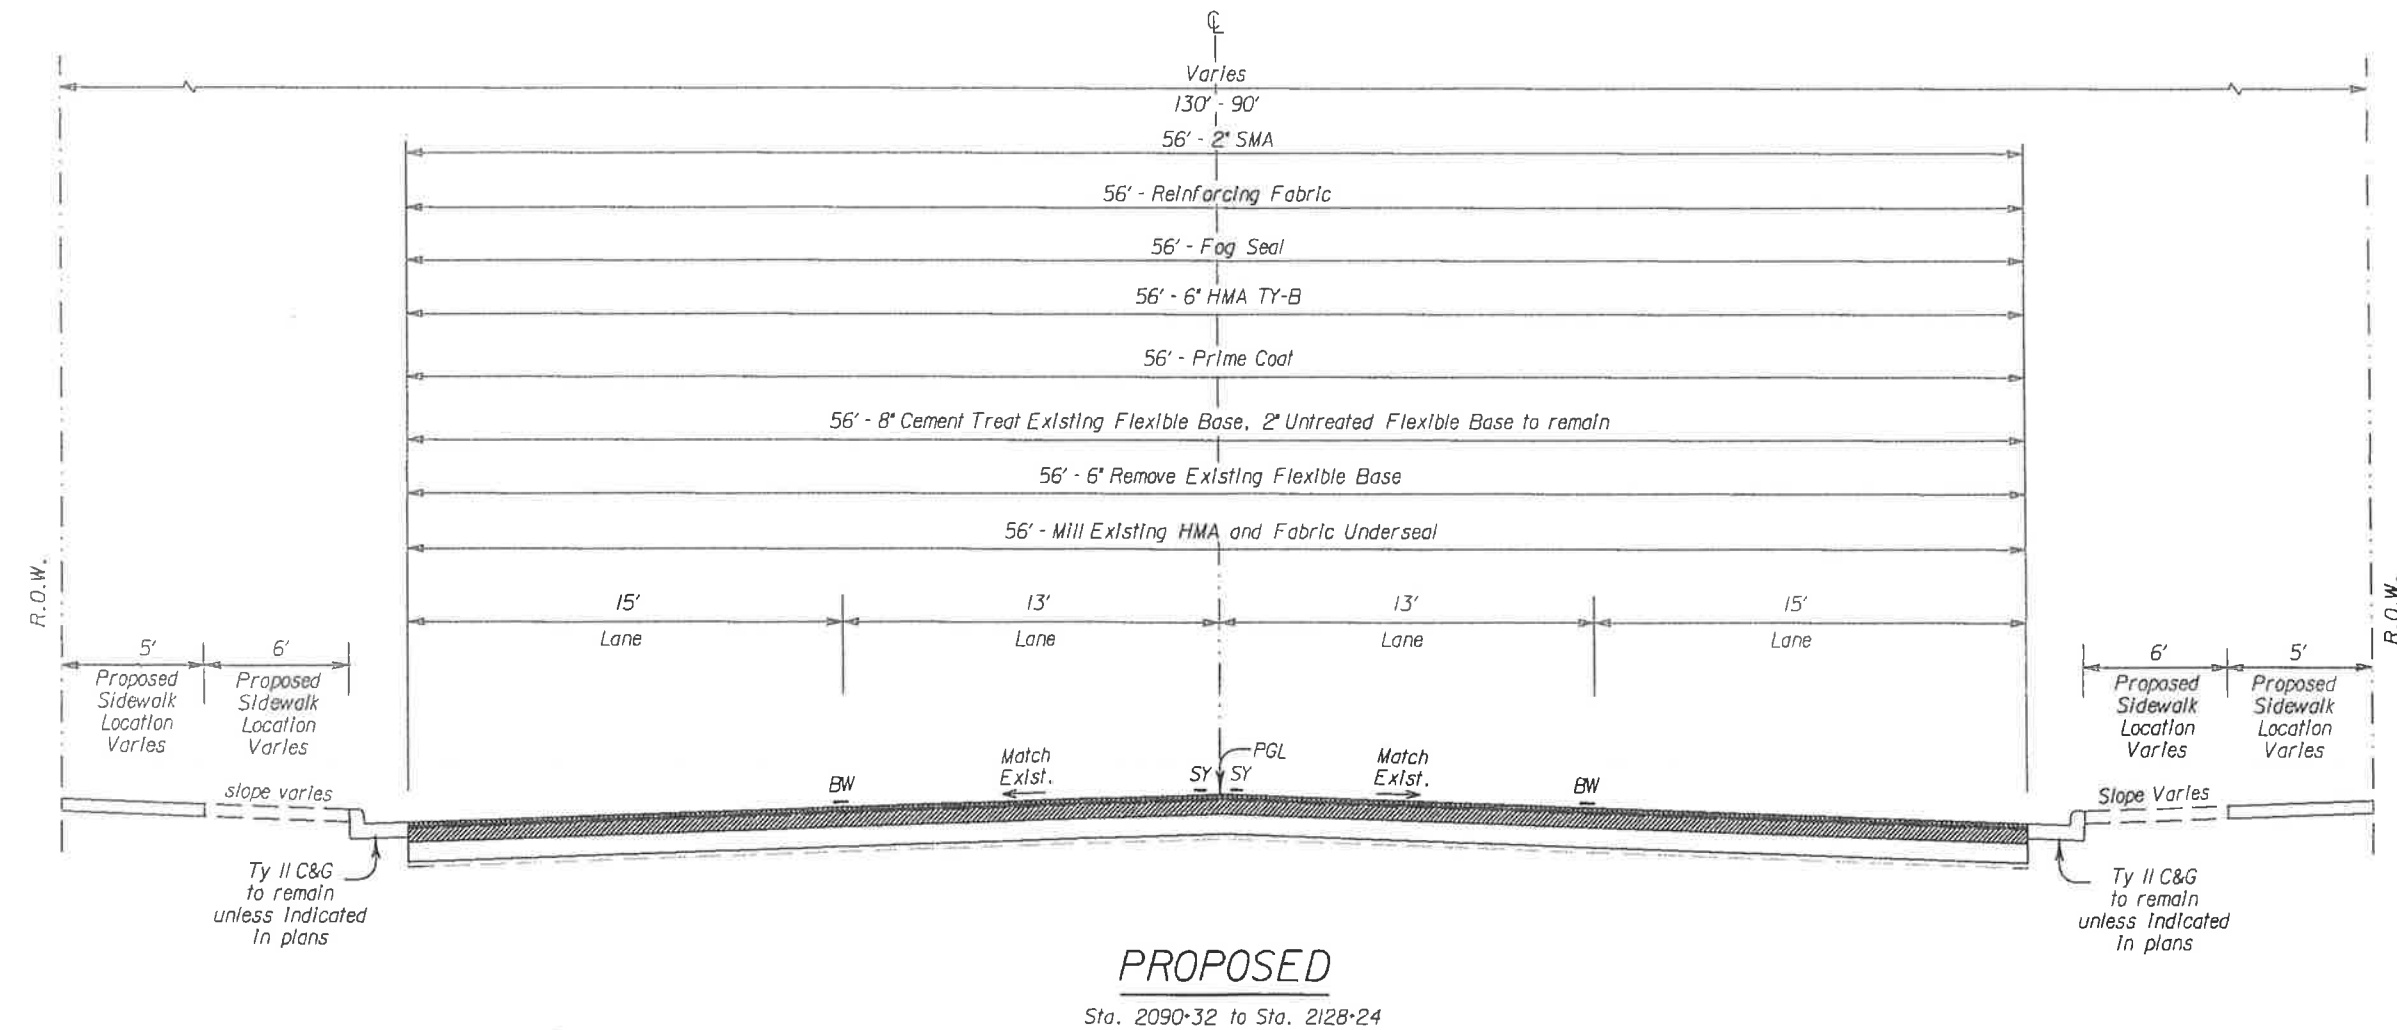 ℄
Varies
130' - 90'
56' - 2" SMA
56' - Reinforcing Fabric
56' - Fog Seal
56' - 6" HMA TY-B
56' - Prime Coat
56' - 8" Cement Treat Existing Flexible Base, 2" Untreated Flexible Base to remain
56' - 6" Remove Existing Flexible Base
56' - Mill Existing HMA and Fabric Underseal
R.O.W.
R.O.W.
15'
Lane
13'
Lane
13'
Lane
15'
Lane
5'
Proposed
Sidewalk
Location
Varies
6'
Proposed
Sidewalk
Location
Varies
6'
Proposed
Sidewalk
Location
Varies
5'
Proposed
Sidewalk
Location
Varies
slope varies
BW
Match
Exist.
SY
SY
PGL
Match
Exist.
BW
Slope Varies
Ty II C&G
to remain
unless indicated
in plans
Ty II C&G
to remain
unless indicated
in plans
PROPOSED
Sta. 2090+32 to Sta. 2128+24